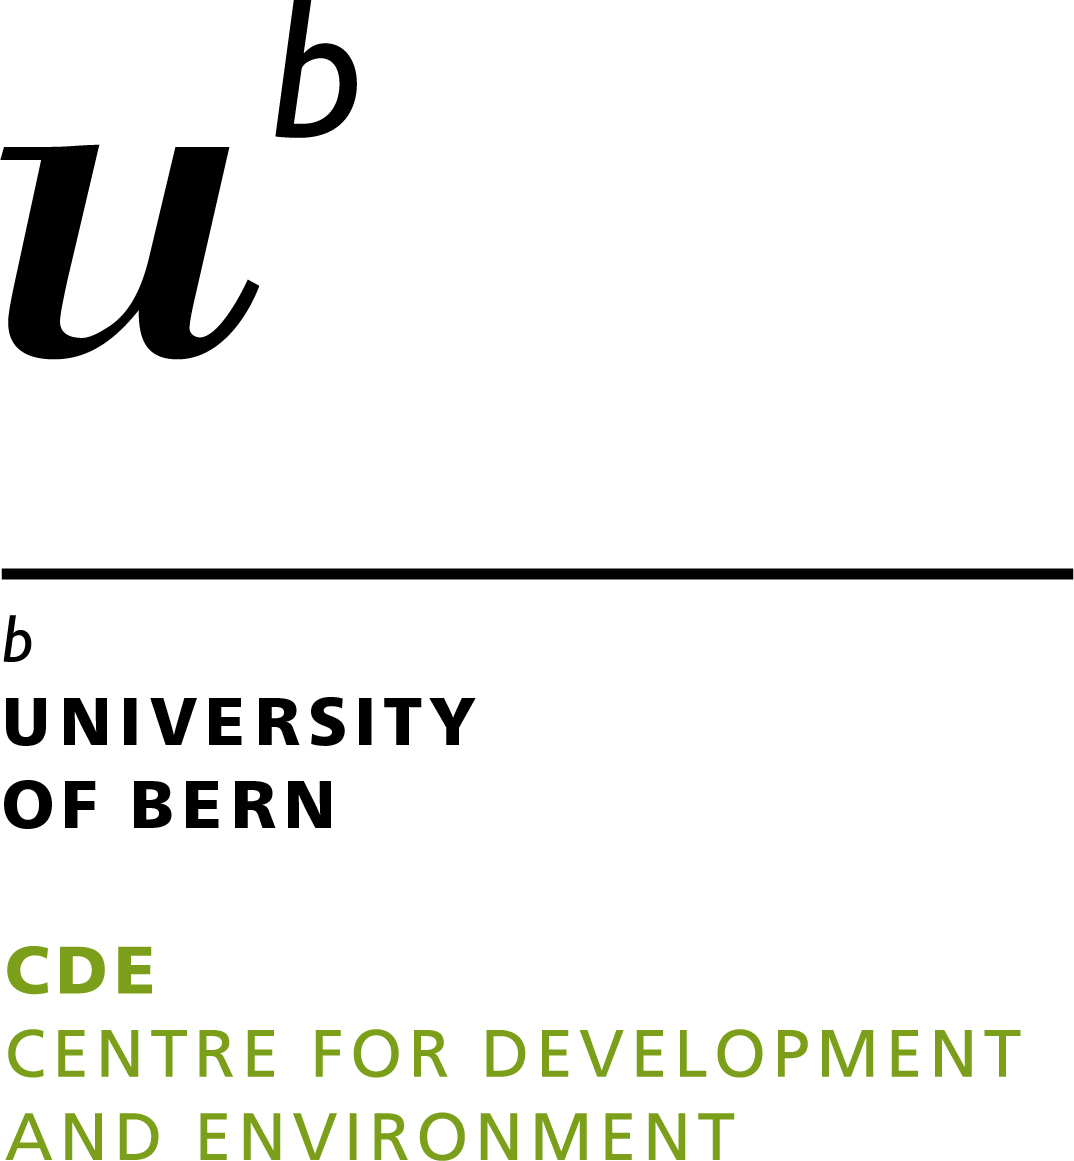 u
b
b
UNIVERSITY
OF BERN
CDE
CENTRE FOR DEVELOPMENT
AND ENVIRONMENT